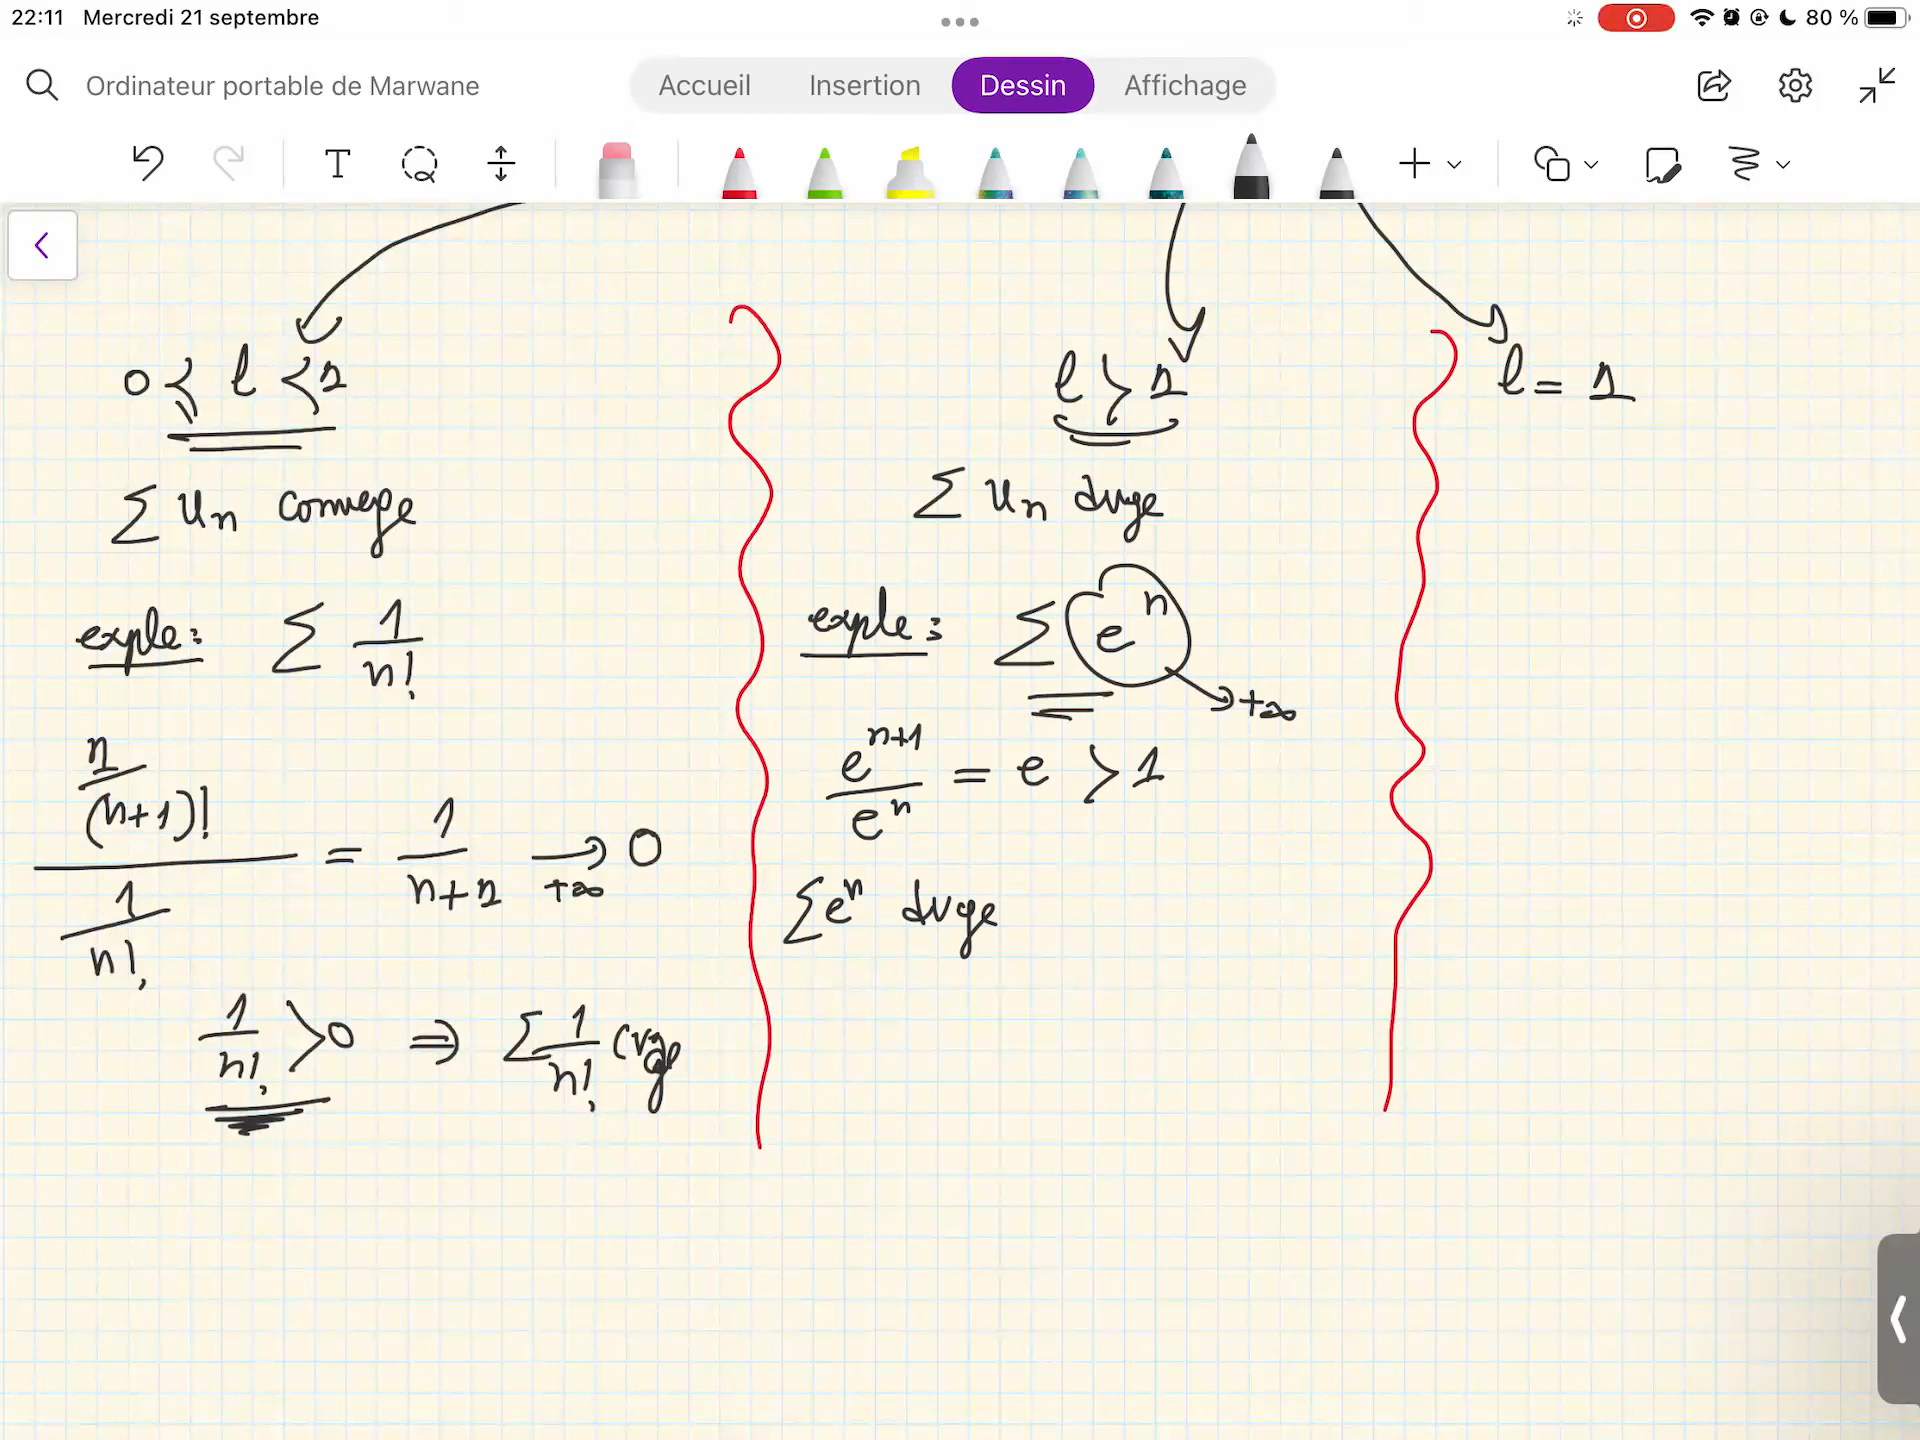 22:11 Mercredi 21 septembre
80 %
Ordinateur portable de Marwane
Accueil Insertion Dessin Affichage
T
0 ≤ l < 1
∑ Un converge
exple: ∑ 1/n!
(1/(n+1)!)/(1/n!) = 1/(n+1) → 0
+∞
1/n! > 0 ⇒ ∑ 1/n! cvge
l > 1
∑ Un dvge
exple: ∑ e^n → +∞
e^(n+1)/e^n = e > 1
∑ e^n dvge
l = 1